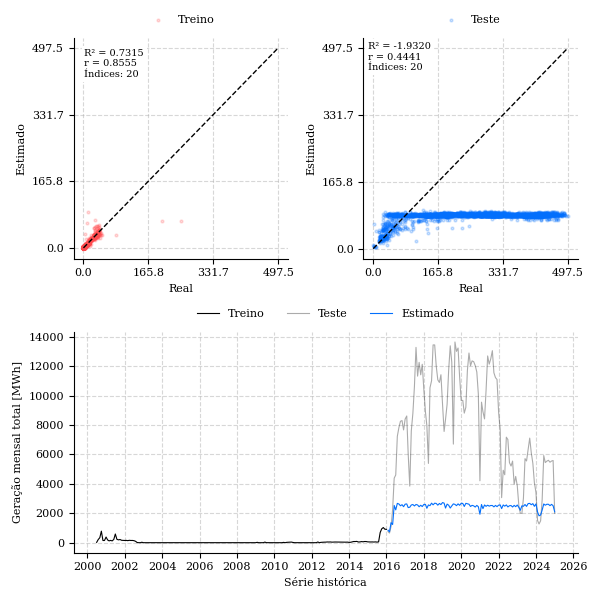 Treino
R² = 0.7315
r = 0.8555
Índices: 20
497.5
331.7
165.8
0.0
Estimado
0.0 165.8 331.7 497.5
Real
Teste
R² = -1.9320
r = 0.4441
Índices: 20
497.5
331.7
165.8
0.0
Estimado
0.0 165.8 331.7 497.5
Real
Treino Teste Estimado
14000
12000
10000
8000
6000
4000
2000
0
Geração mensal total [MWh]
2000 2002 2004 2006 2008 2010 2012 2014 2016 2018 2020 2022 2024 2026
Série histórica